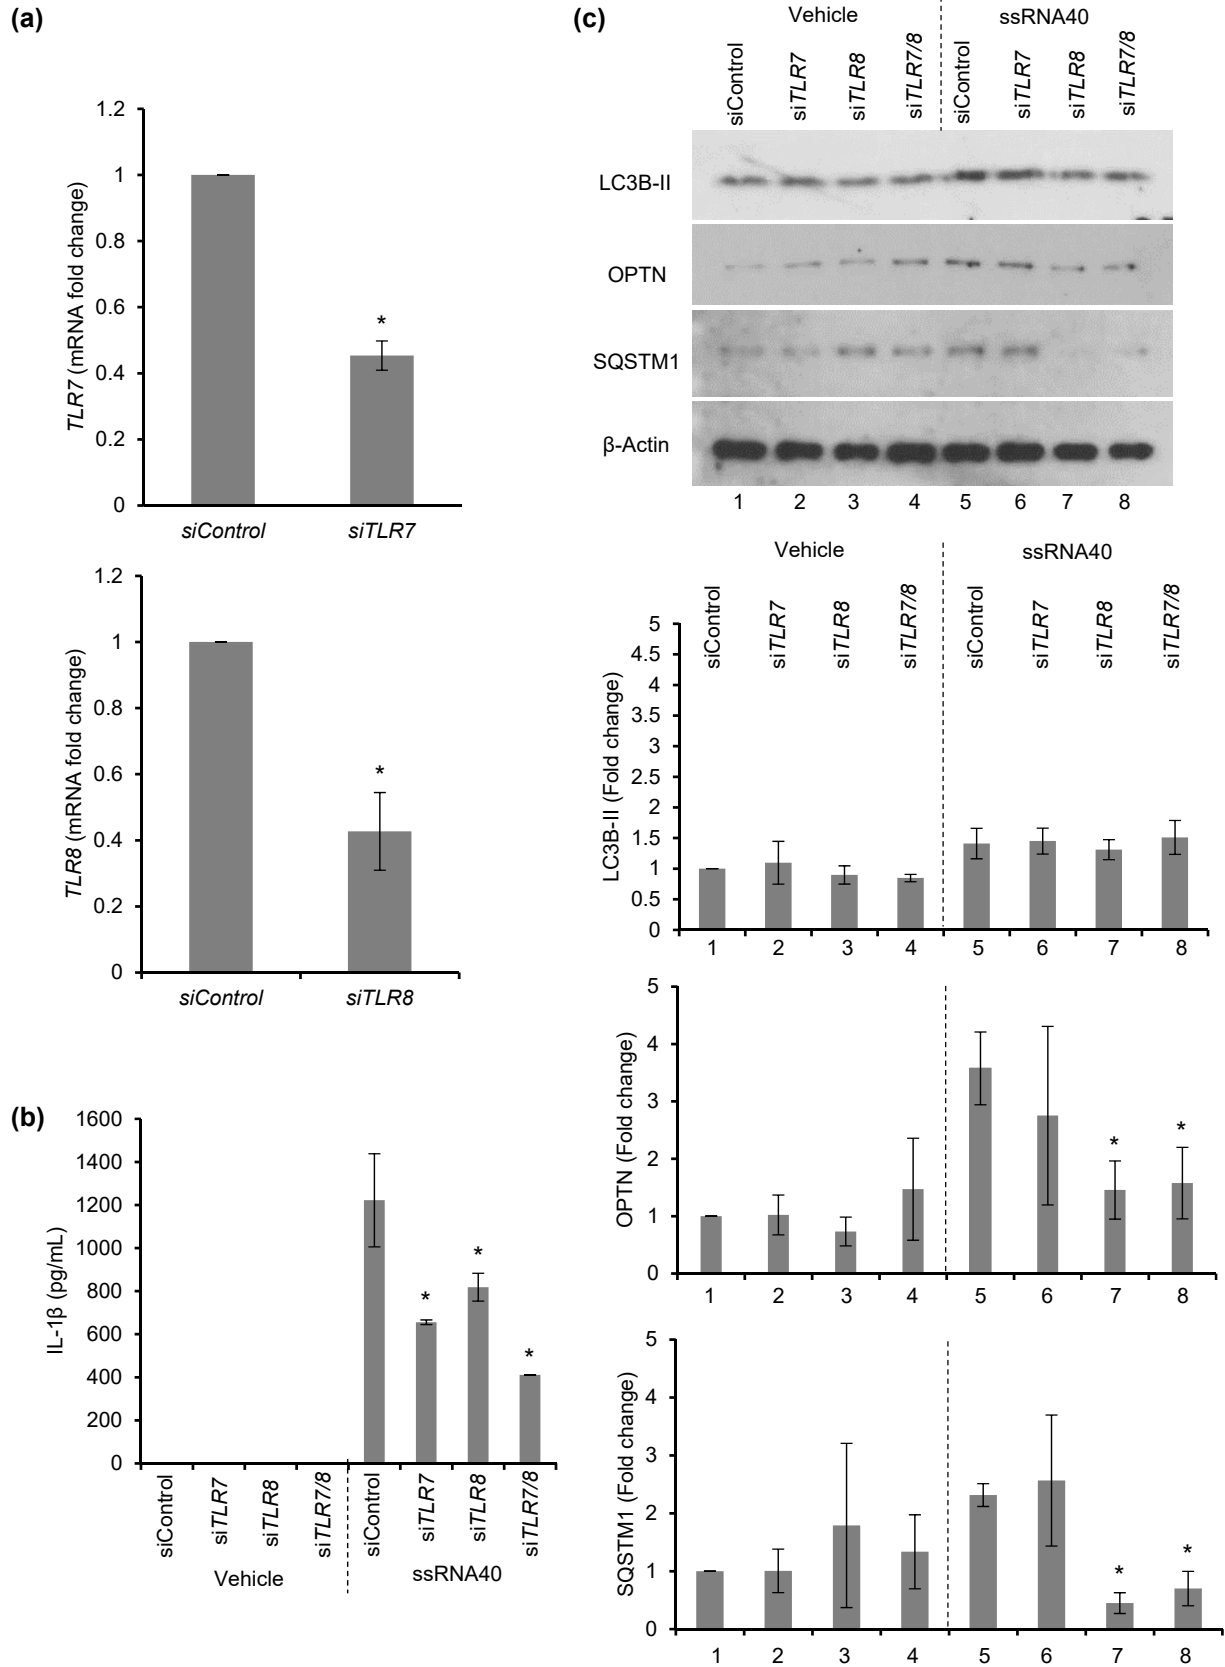 (a)
1.2
1
0.8
0.6
0.4
0.2
0
TLR7 (mRNA fold change)
*
siControl siTLR7
1.2
1
0.8
0.6
0.4
0.2
0
TLR8 (mRNA fold change)
*
siControl siTLR8
(b)
1600
1400
1200
1000
800
600
400
200
0
IL-1β (pg/mL)
* * *
siControl siTLR7 siTLR8 siTLR7/8 siControl siTLR7 siTLR8 siTLR7/8
Vehicle ssRNA40
(c)
Vehicle ssRNA40
siControl siTLR7 siTLR8 siTLR7/8 siControl siTLR7 siTLR8 siTLR7/8
LC3B-II
OPTN
SQSTM1
β-Actin
1 2 3 4 5 6 7 8
Vehicle ssRNA40
siControl siTLR7 siTLR8 siTLR7/8 siControl siTLR7 siTLR8 siTLR7/8
5
4.5
4
3.5
3
2.5
2
1.5
1
0.5
0
LC3B-II (Fold change)
1 2 3 4 5 6 7 8
5
4
3
2
1
0
OPTN (Fold change)
* *
1 2 3 4 5 6 7 8
5
4
3
2
1
0
SQSTM1 (Fold change)
* *
1 2 3 4 5 6 7 8